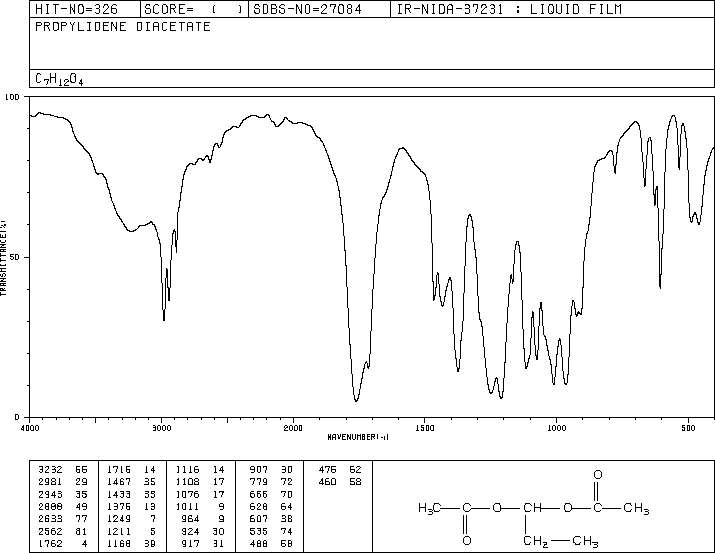 HIT-NO=326 SCORE= ( ) SDBS-NO=27084 IR-NIDA-37231 : LIQUID FILM
PROPYLIDENE DIACETATE
C7H12O4
100
50
0
TRANSMITTANCE(%)
4000 3000 2000 1500 1000 500
WAVENUMBER(-1)
3232 66 1716 14 1116 14 907 30 476 62
2981 29 1467 35 1108 17 779 72 460 58
2943 35 1433 33 1076 17 666 70
49 13 1011 9 628 64
2633 77 1249 7 964 9 607 38
2562 81 1211 5 924 30 535 74
1762 4 1168 39 917 31 488 58
O
H3C C O CH O C CH3
O CH2 CH3